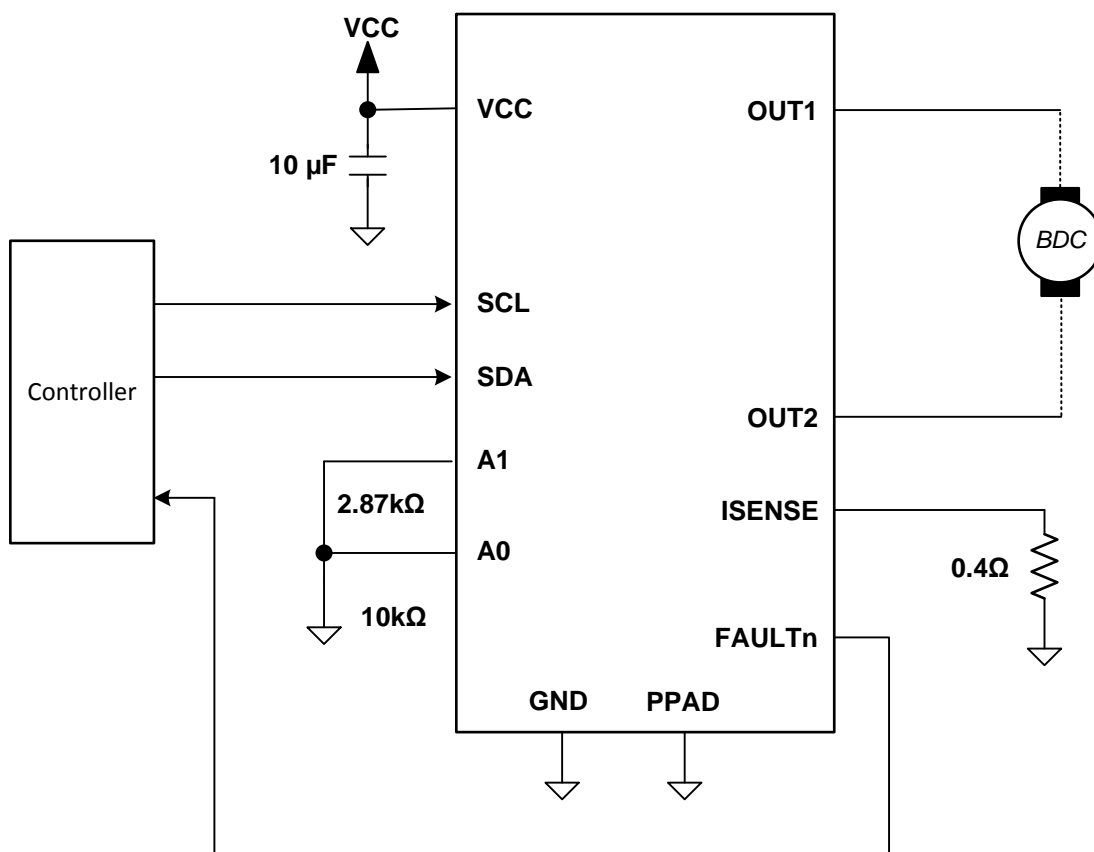 VCC
VCC
OUT1
10 µF
BDC
SCL
Controller
SDA
OUT2
A1
2.87kΩ
ISENSE
A0
0.4Ω
10kΩ
FAULTn
GND
PPAD